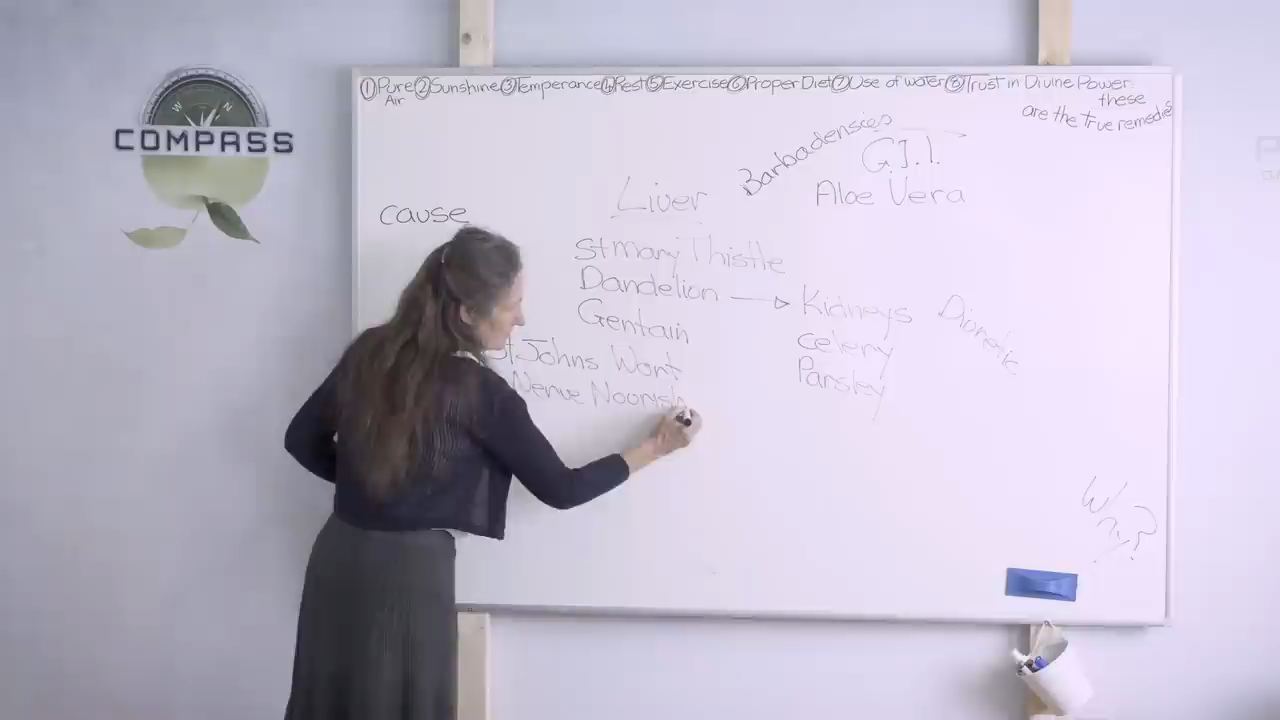 W N
COMPASS
①Pure Air ②Sunshine ③Temperance ④Rest ⑤Exercise ⑥Proper Diet ⑦Use of water ⑧Trust in Divine Power.
these
are the true remedies
Barbadensies
G.I.T.
Liver
Aloe Vera
cause
St Mary Thistle
Dandelion → Kidneys Diuretic
Gentain
celery
St Johns Wort
Parsley
Nerve Nourish
Why?